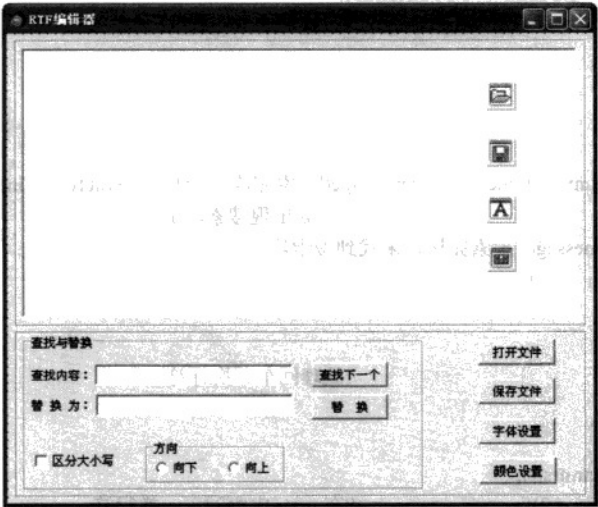 RTF编辑器
查找与替换
查找内容：
查找下一个
替 换 为：
替 换
区分大小写
方向
向下
向上
打开文件
保存文件
字体设置
颜色设置